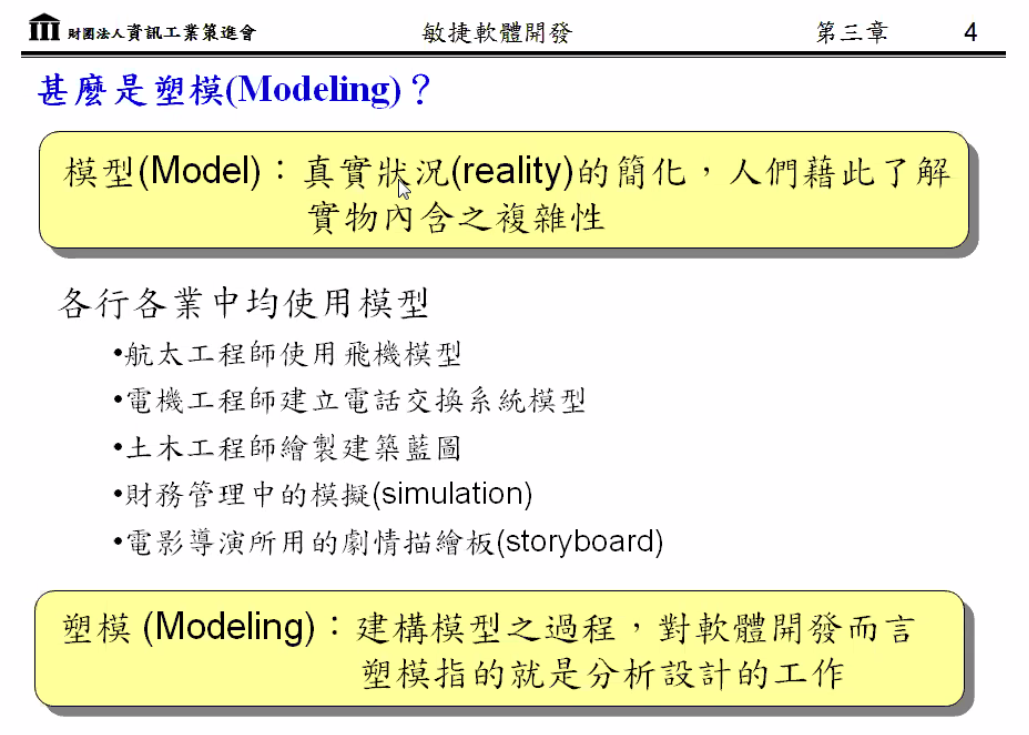 財團法人資訊工業策進會 敏捷軟體開發 第三章 4
甚麼是塑模(Modeling)？
模型(Model)：真實狀況(reality)的簡化，人們藉此了解
實物內含之複雜性
各行各業中均使用模型
•航太工程師使用飛機模型
•電機工程師建立電話交換系統模型
•土木工程師繪製建築藍圖
•財務管理中的模擬(simulation)
•電影導演所用的劇情描繪板(storyboard)
塑模 (Modeling)：建構模型之過程，對軟體開發而言
塑模指的就是分析設計的工作